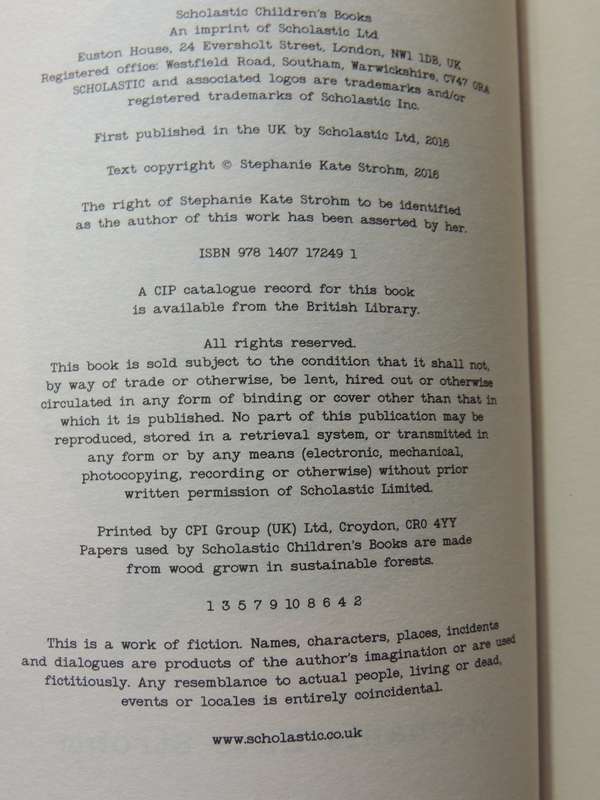 Scholastic Children's Books
An imprint of Scholastic Ltd
Euston House, 24 Eversholt Street, London, NW1 1DB, UK
Registered office: Westfield Road, Southam, Warwickshire, CV47 0RA
SCHOLASTIC and associated logos are trademarks and/or
registered trademarks of Scholastic Inc.
First published in the UK by Scholastic Ltd, 2016
Text copyright © Stephanie Kate Strohm, 2016
The right of Stephanie Kate Strohm to be identified
as the author of this work has been asserted by her.
ISBN 978 1407 17249 1
A CIP catalogue record for this book
is available from the British Library.
All rights reserved.
This book is sold subject to the condition that it shall not,
by way of trade or otherwise, be lent, hired out or otherwise
circulated in any form of binding or cover other than that in
which it is published. No part of this publication may be
reproduced, stored in a retrieval system, or transmitted in
any form or by any means (electronic, mechanical,
photocopying, recording or otherwise) without prior
written permission of Scholastic Limited.
Printed by CPI Group (UK) Ltd, Croydon, CR0 4YY
Papers used by Scholastic Children's Books are made
from wood grown in sustainable forests.
1 3 5 7 9 10 8 6 4 2
This is a work of fiction. Names, characters, places, incidents
and dialogues are products of the author's imagination or are used
fictitiously. Any resemblance to actual people, living or dead,
events or locales is entirely coincidental.
www.scholastic.co.uk